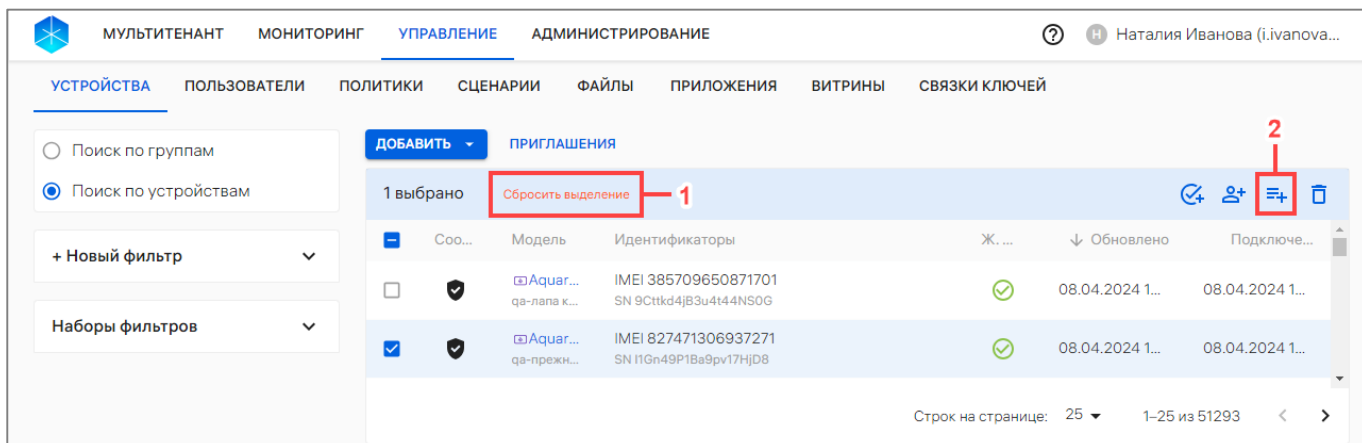 МУЛЬТИТЕНАНТ МОНИТОРИНГ УПРАВЛЕНИЕ АДМИНИСТРИРОВАНИЕ ? Н Наталия Иванова (i.ivanova...
УСТРОЙСТВА ПОЛЬЗОВАТЕЛИ ПОЛИТИКИ СЦЕНАРИИ ФАЙЛЫ ПРИЛОЖЕНИЯ ВИТРИНЫ СВЯЗКИ КЛЮЧЕЙ
Поиск по группам
Поиск по устройствам
+ Новый фильтр
Наборы фильтров
ДОБАВИТЬ ПРИГЛАШЕНИЯ
2
1 выбрано Сбросить выделение 1
Соо... Модель Идентификаторы Ж. ... Обновлено Подключе...
Aquar... IMEI 385709650871701 08.04.2024 1... 08.04.2024 1...
qa-лапа к... SN 9Cttkd4jB3u4t44NS0G
Aquar... IMEI 827471306937271 08.04.2024 1... 08.04.2024 1...
qa-прежн... SN I1Gn49P1Ba9pv17HjD8
Строк на странице: 25 1–25 из 51293